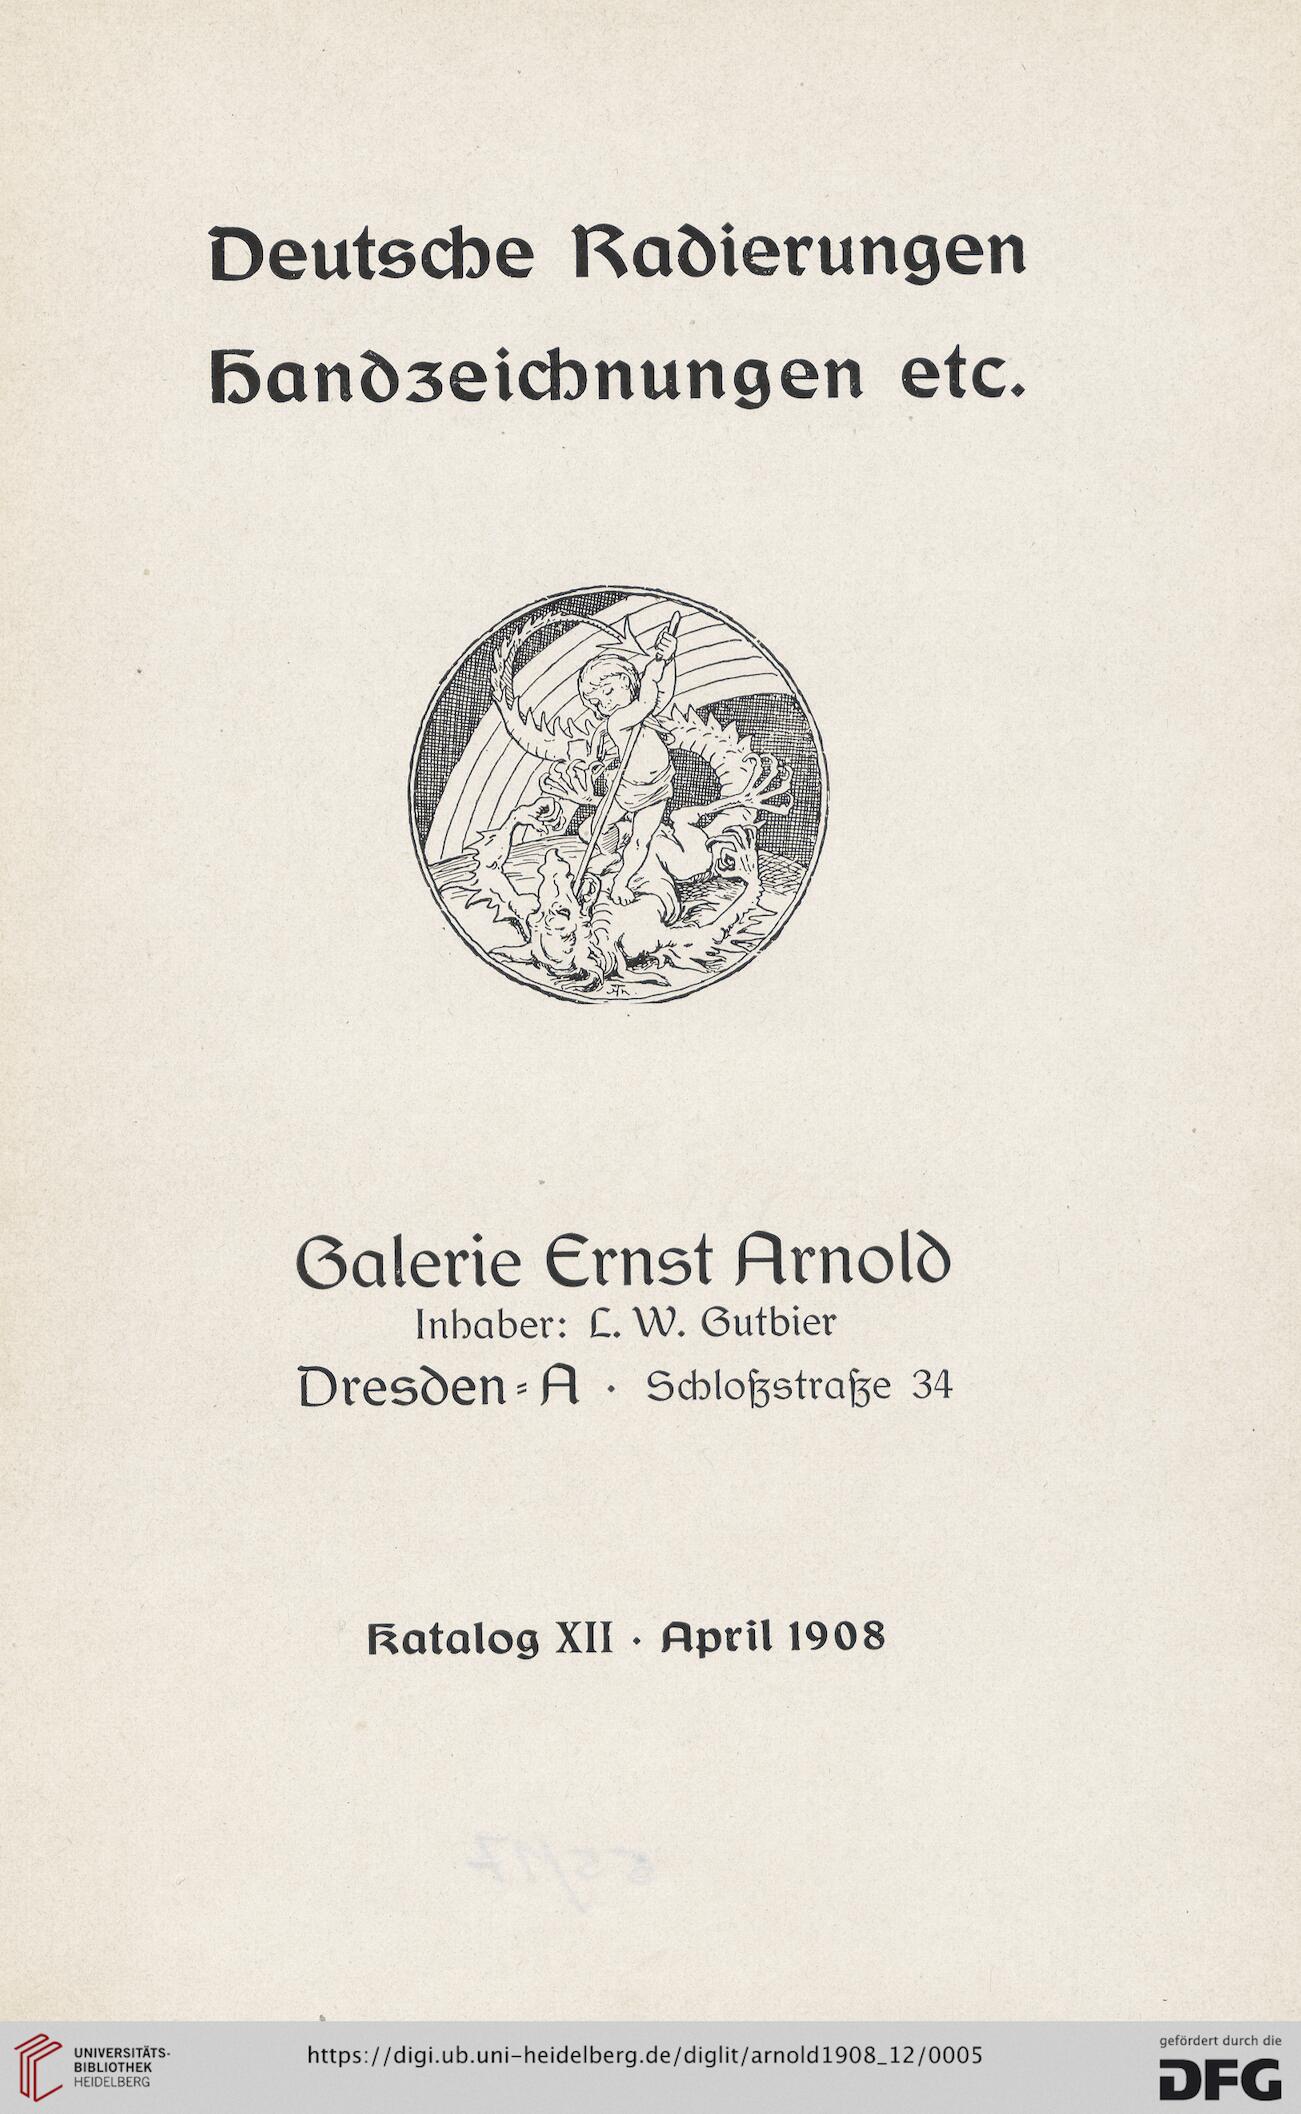 Deutsche Radierungen
Handzeichnungen etc.
Galerie Ernst Arnold
Inhaber: L. W. Gutbier
Dresden-A · Schloßstraße 34
Katalog XII · April 1908
UNIVERSITÄTS-
BIBLIOTHEK
HEIDELBERG
https://digi.ub.uni-heidelberg.de/diglit/arnold1908_12/0005
gefördert durch die
DFG